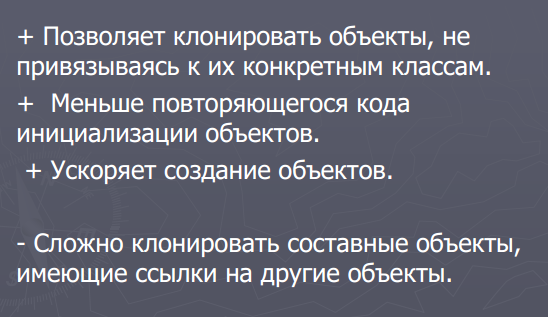 + Позволяет клонировать объекты, не
привязываясь к их конкретным классам.
+ Меньше повторяющегося кода
инициализации объектов.
+ Ускоряет создание объектов.
- Сложно клонировать составные объекты,
имеющие ссылки на другие объекты.